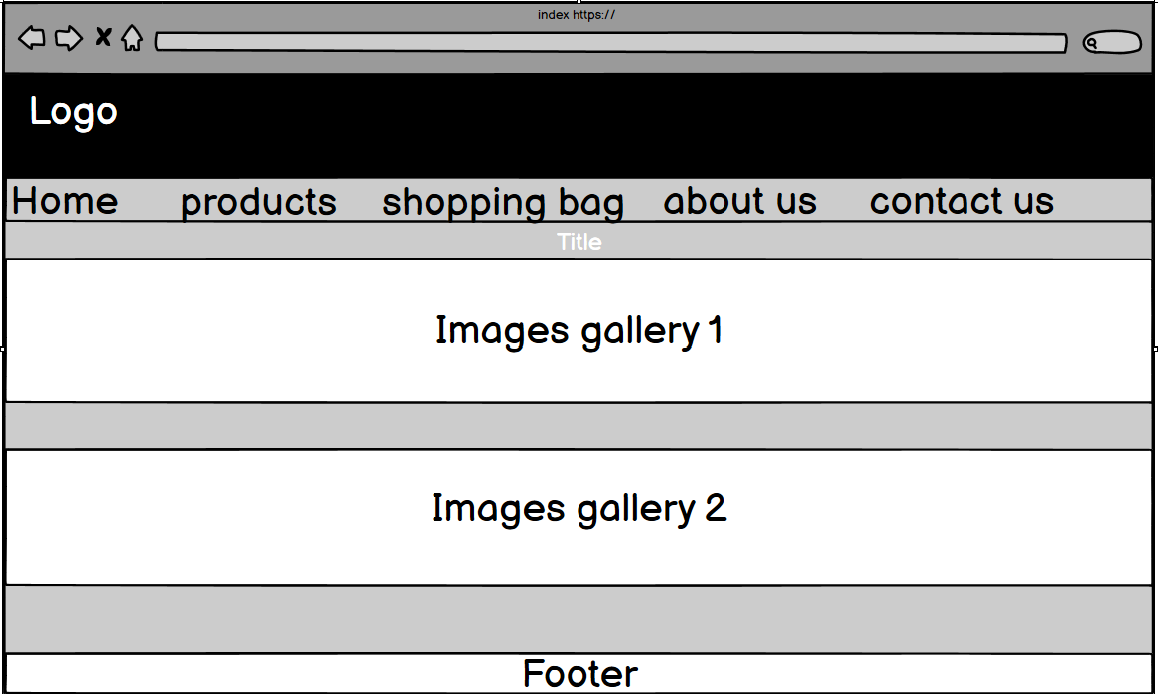 index https://
Logo
Home products shopping bag about us contact us
Title
Images gallery 1
Images gallery 2
Footer